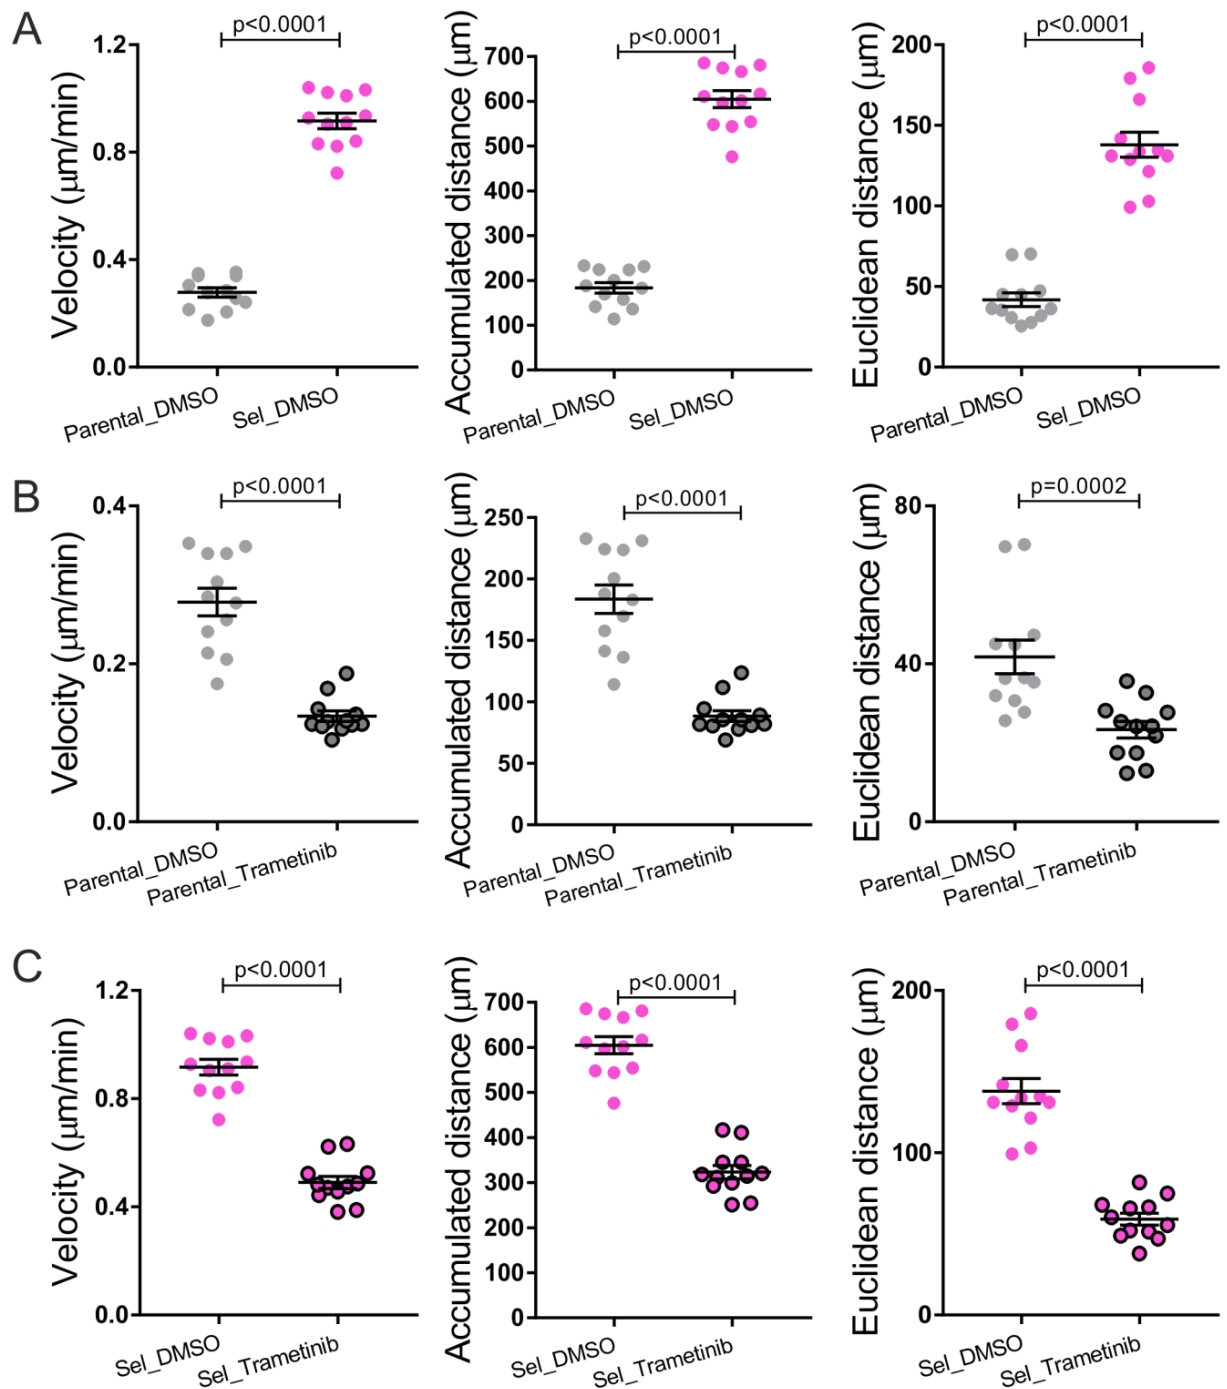 A
p<0.0001
Velocity (μm/min)
1.2
0.8
0.4
0.0
Parental_DMSO
Sel_DMSO
p<0.0001
Accumulated distance (μm)
700
600
500
400
300
200
100
0
Parental_DMSO
Sel_DMSO
p<0.0001
Euclidean distance (μm)
200
150
100
50
0
Parental_DMSO
Sel_DMSO
B
p<0.0001
Velocity (μm/min)
0.4
0.2
0.0
Parental_DMSO
Parental_Trametinib
p<0.0001
Accumulated distance (μm)
250
200
150
100
50
0
Parental_DMSO
Parental_Trametinib
p=0.0002
Euclidean distance (μm)
80
40
0
Parental_DMSO
Parental_Trametinib
C
p<0.0001
Velocity (μm/min)
1.2
0.8
0.4
0.0
Sel_DMSO
Sel_Trametinib
p<0.0001
Accumulated distance (μm)
700
600
500
400
300
200
100
0
Sel_DMSO
Sel_Trametinib
p<0.0001
Euclidean distance (μm)
200
100
0
Sel_DMSO
Sel_Trametinib